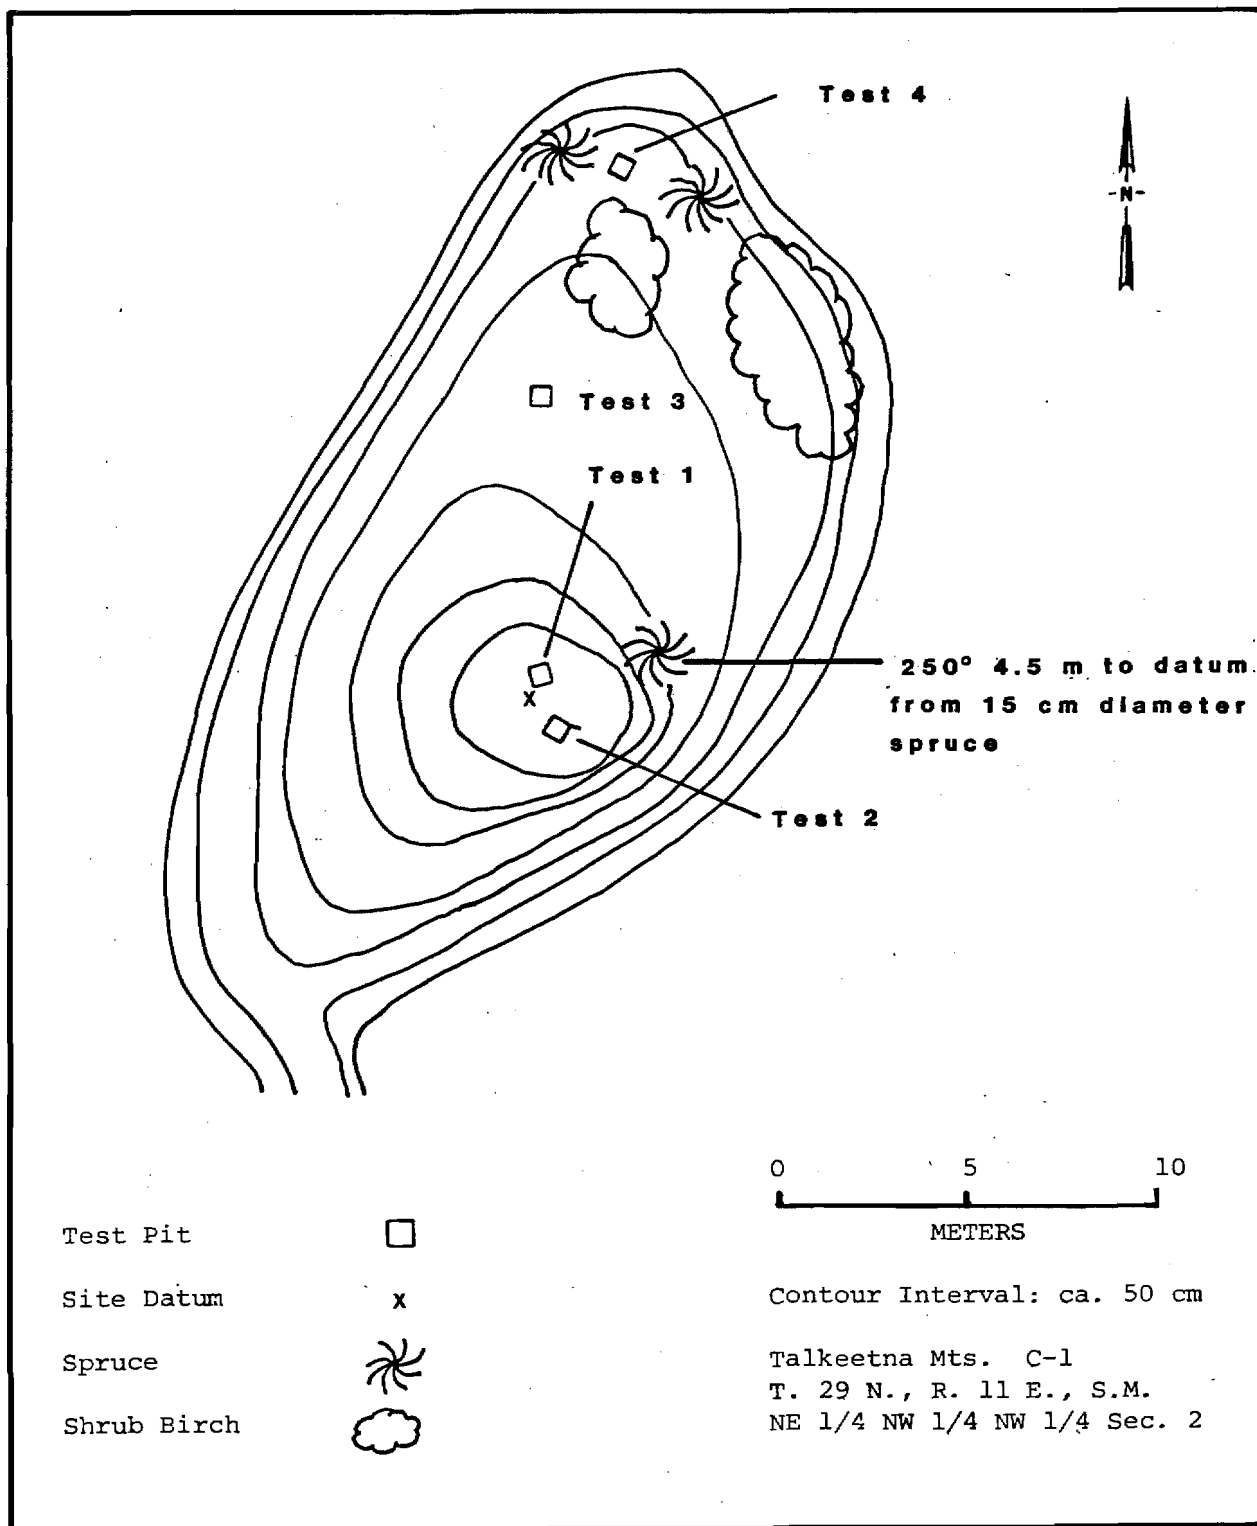 Test 4
-N-
Test 3
Test 1
250° 4.5 m to datum
from 15 cm diameter
spruce
Test 2
0 5 10
METERS
Test Pit
Site Datum x
Spruce
Shrub Birch
Contour Interval: ca. 50 cm
Talkeetna Mts. C-1
T. 29 N., R. 11 E., S.M.
NE 1/4 NW 1/4 NW 1/4 Sec. 2
x